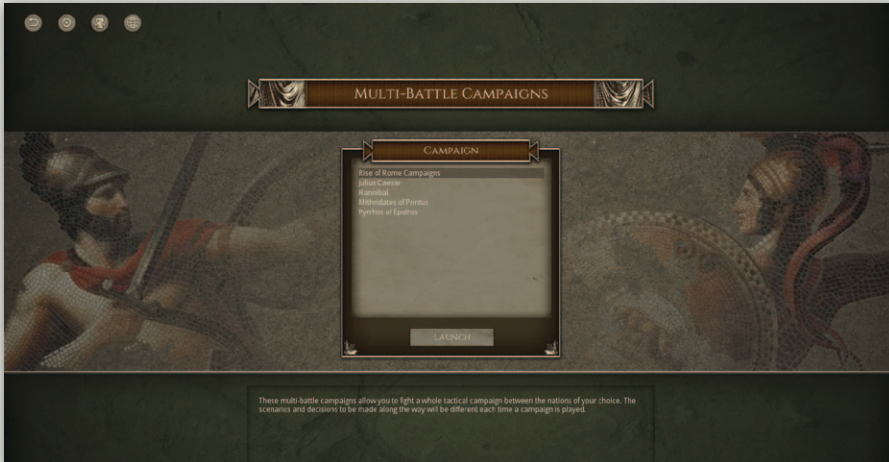 MULTI-BATTLE CAMPAIGNS
CAMPAIGN
Rise of Rome Campaigns
Julius Caesar
Hannibal
Mithridates of Pontus
Pyrrhos of Epeiros
LAUNCH
These multi-battle campaigns allow you to fight a whole tactical campaign between the nations of your choice. The
scenarios and decisions to be made along the way will be different each time a campaign is played.